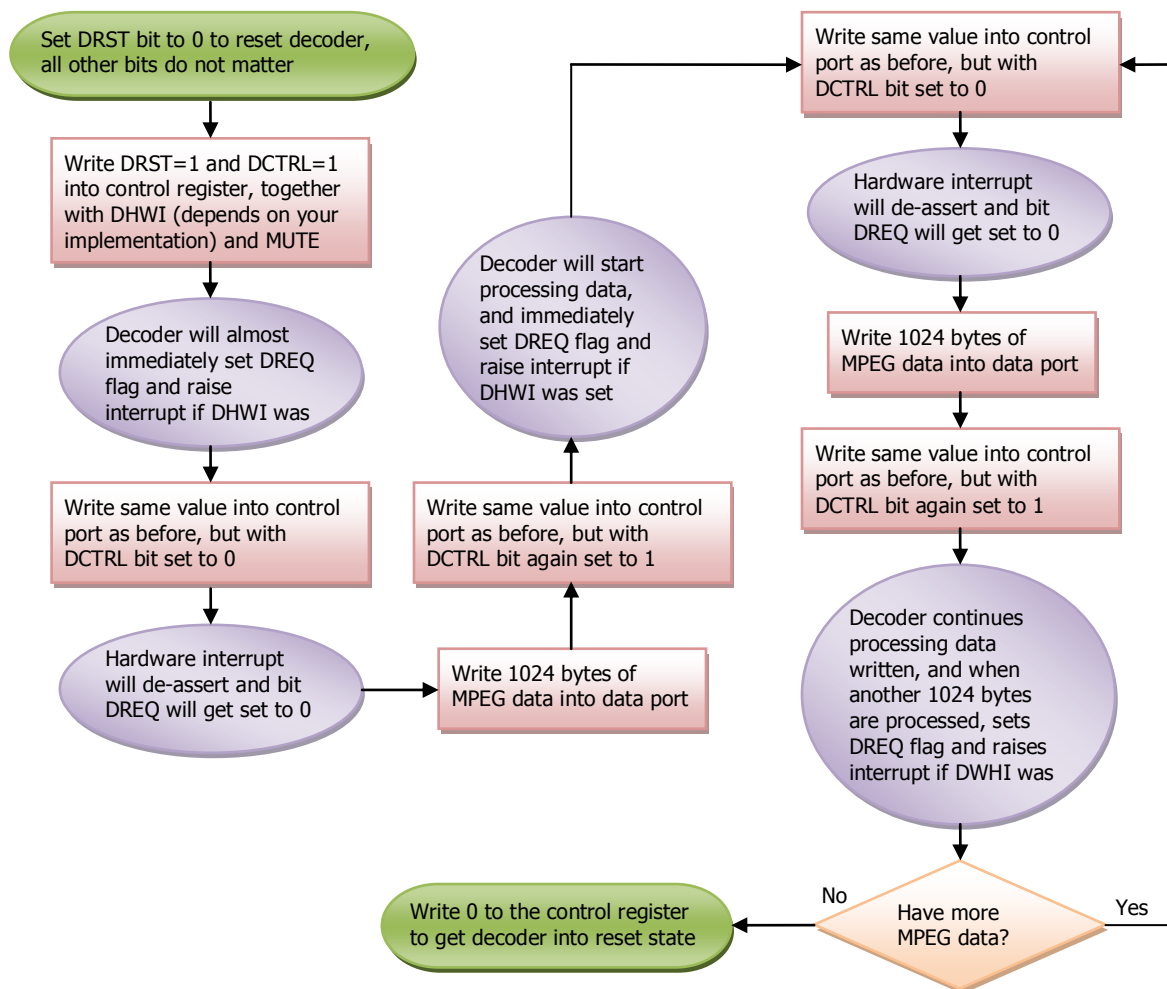 Set DRST bit to 0 to reset decoder,
all other bits do not matter
Write DRST=1 and DCTRL=1
into control register, together
with DHWI (depends on your
implementation) and MUTE
Decoder will almost
immediately set DREQ
flag and raise
interrupt if DHWI was
Write same value into control
port as before, but with
DCTRL bit set to 0
Hardware interrupt
will de-assert and bit
DREQ will get set to 0
Write 1024 bytes of
MPEG data into data port
Write same value into control
port as before, but with
DCTRL bit again set to 1
Decoder will start
processing data,
and immediately
set DREQ flag and
raise interrupt if
DHWI was set
Write same value into control
port as before, but with
DCTRL bit set to 0
Hardware interrupt
will de-assert and bit
DREQ will get set to 0
Write 1024 bytes of
MPEG data into data port
Write same value into control
port as before, but with
DCTRL bit again set to 1
Decoder continues
processing data
written, and when
another 1024 bytes
are processed, sets
DREQ flag and raises
interrupt if DWHI was
Have more
MPEG data?
Yes
No
Write 0 to the control register
to get decoder into reset state